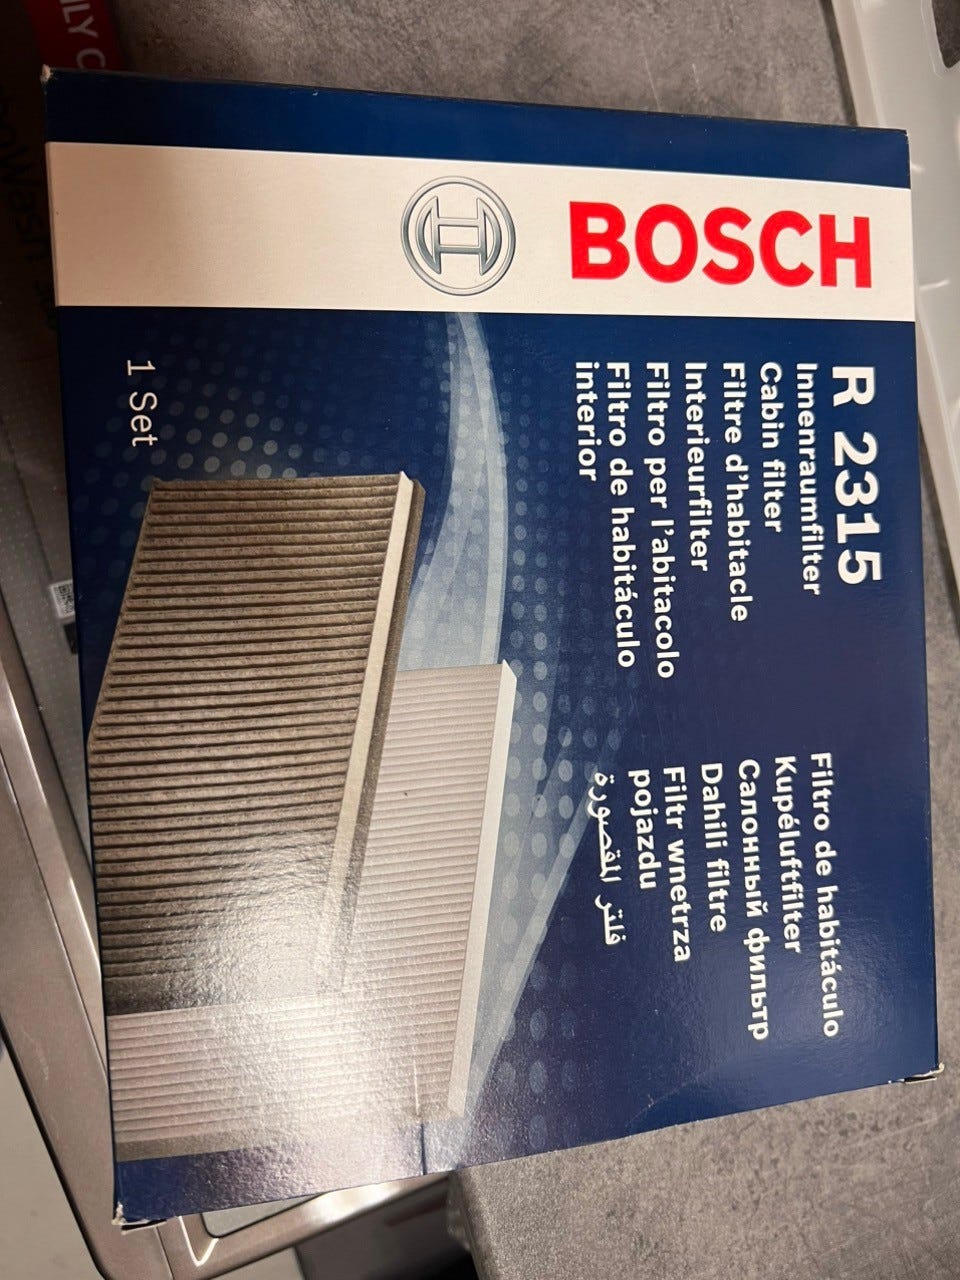 BOSCH
R 2315
Innenraumfilter
Cabin filter
Filtre d'habitacle
Interieurfilter
Filtro per l'abitacolo
Filtro de habitáculo
interior
Filtro de habitáculo
Kupéluftfilter
Салонный фильтр
Dahili filtre
Filtr wnetrza
pojazdu
فلتر المقصورة
1 Set